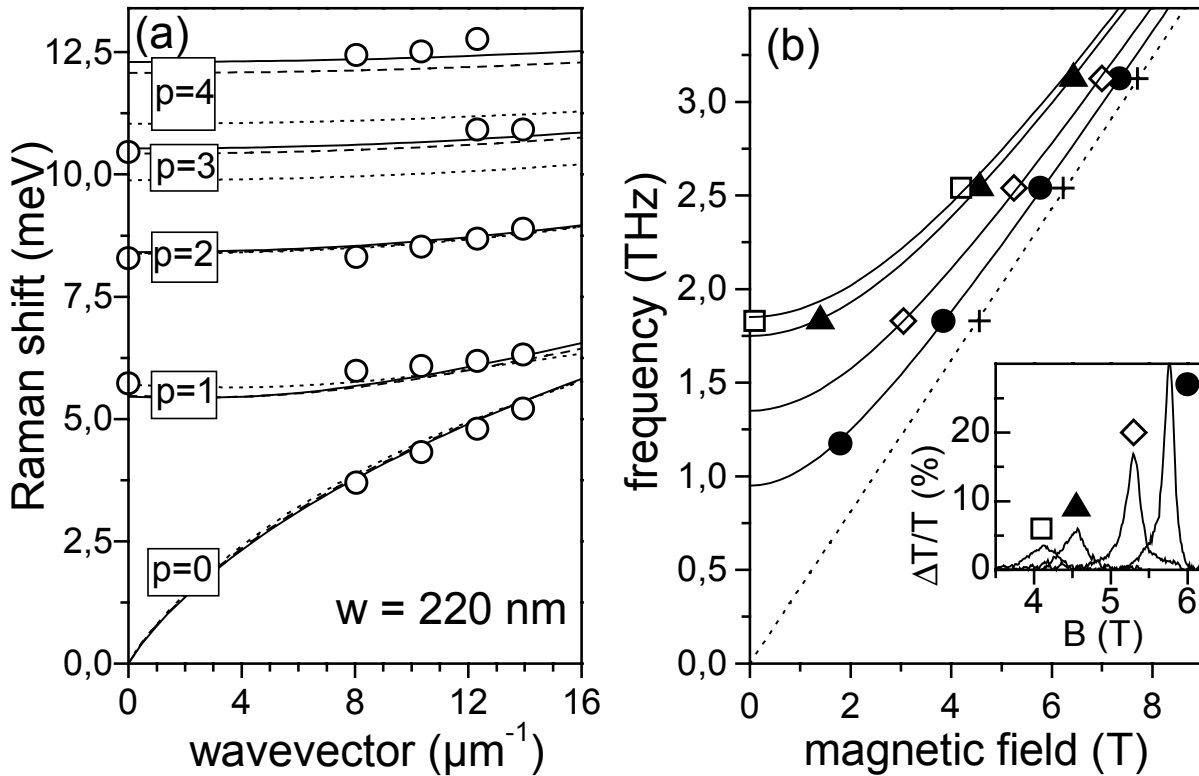 (a)
12,5
10,0
7,5
5,0
2,5
0,0
Raman shift (meV)
p=4
p=3
p=2
p=1
p=0
w = 220 nm
0 4 8 12 16
wavevector (µm⁻¹)
(b)
3,0
2,5
2,0
1,5
1,0
0,5
0,0
frequency (THz)
0 2 4 6 8
magnetic field (T)
20
10
0
ΔT/T (%)
4 5 6
B (T)